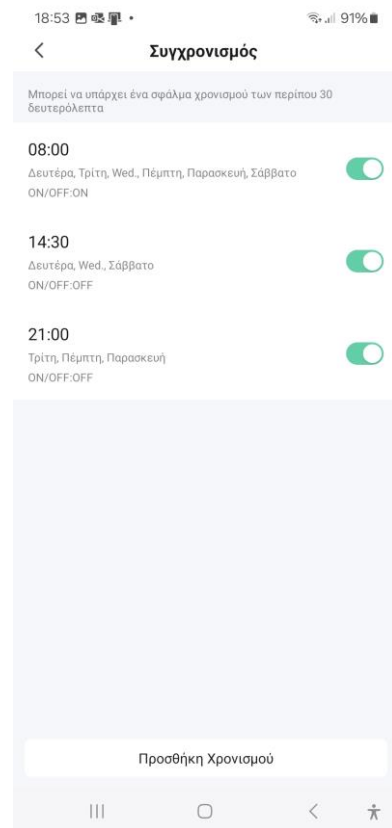 18:53
91%
Συγχρονισμός
Μπορεί να υπάρχει ένα σφάλμα χρονισμού των περίπου 30
δευτερόλεπτα
08:00
Δευτέρα, Τρίτη, Wed., Πέμπτη, Παρασκευή, Σάββατο
ON/OFF:ON
14:30
Δευτέρα, Wed., Σάββατο
ON/OFF:OFF
21:00
Τρίτη, Πέμπτη, Παρασκευή
ON/OFF:OFF
Προσθήκη Χρονισμού